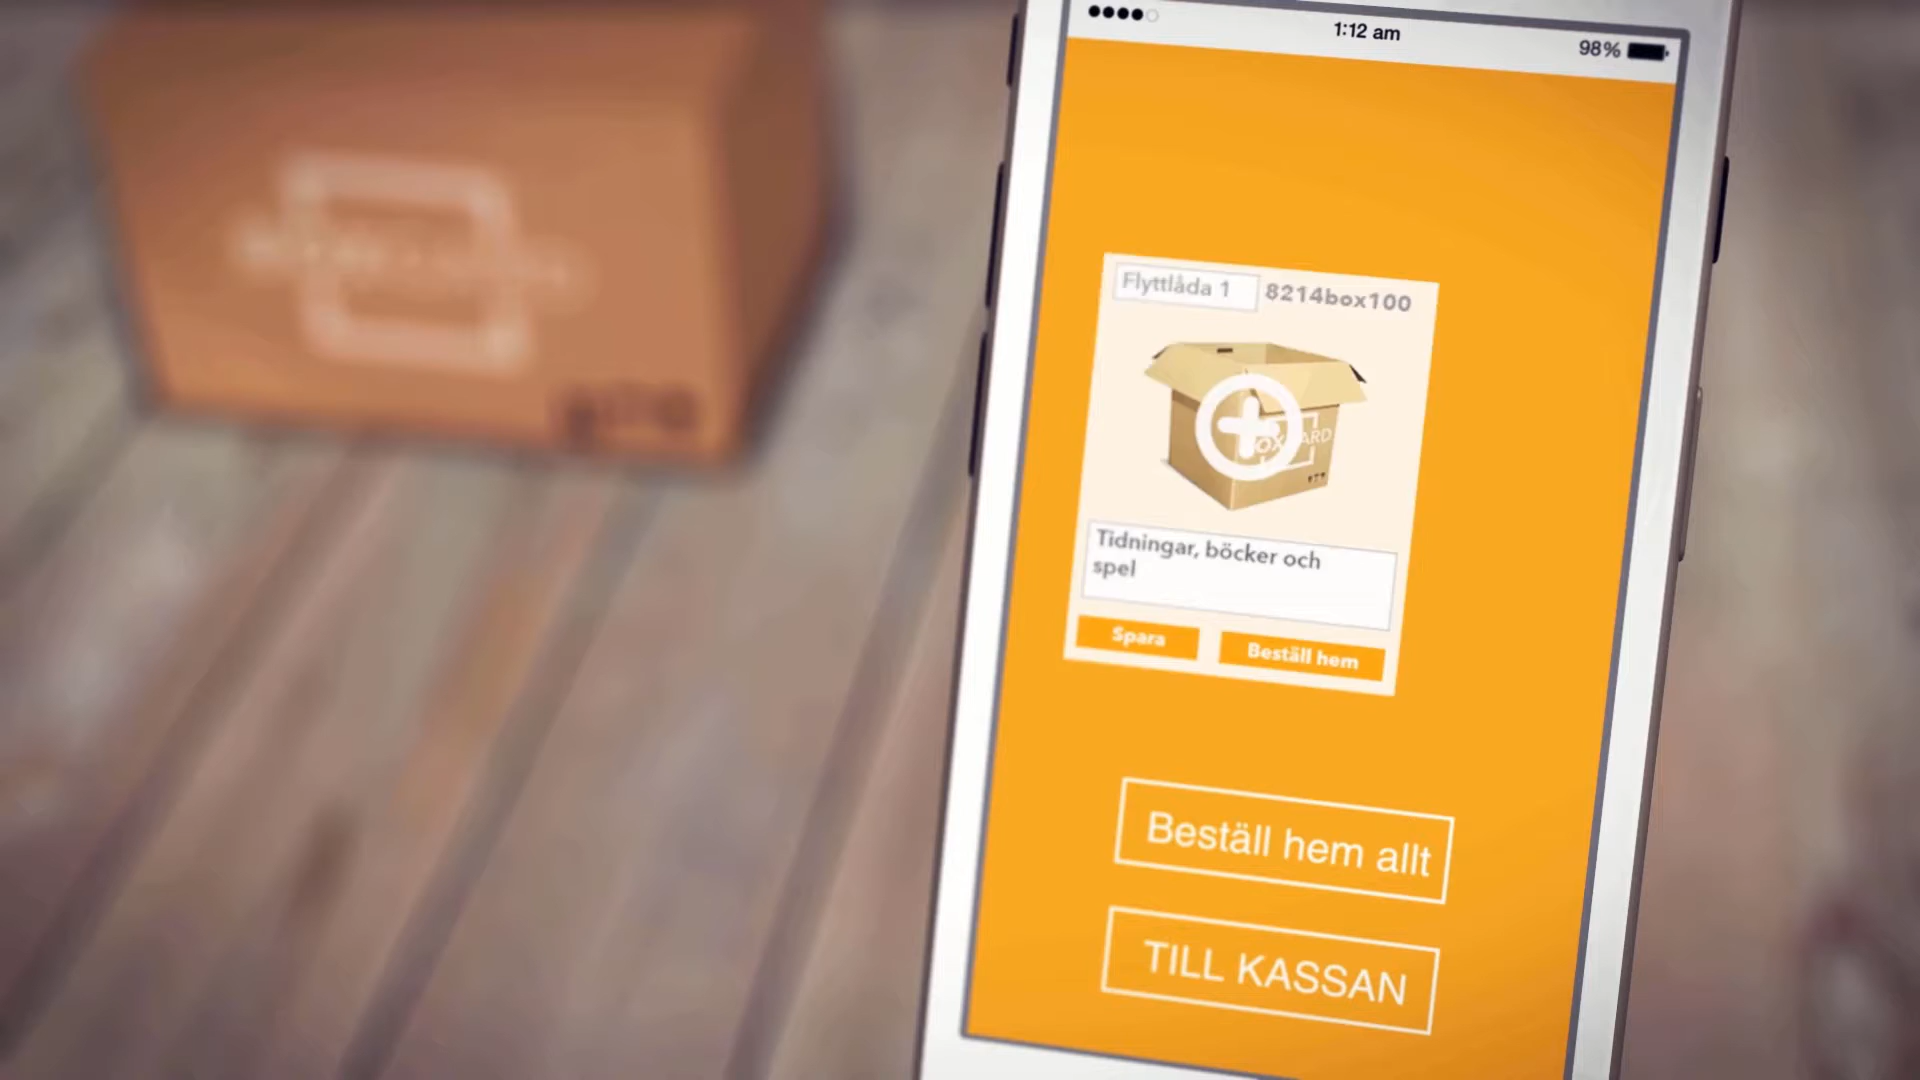 1:12 am
98%
Flyttlåda 1
8214box100
Tidningar, böcker och
spel
Spara
Beställ hem
Beställ hem allt
TILL KASSAN